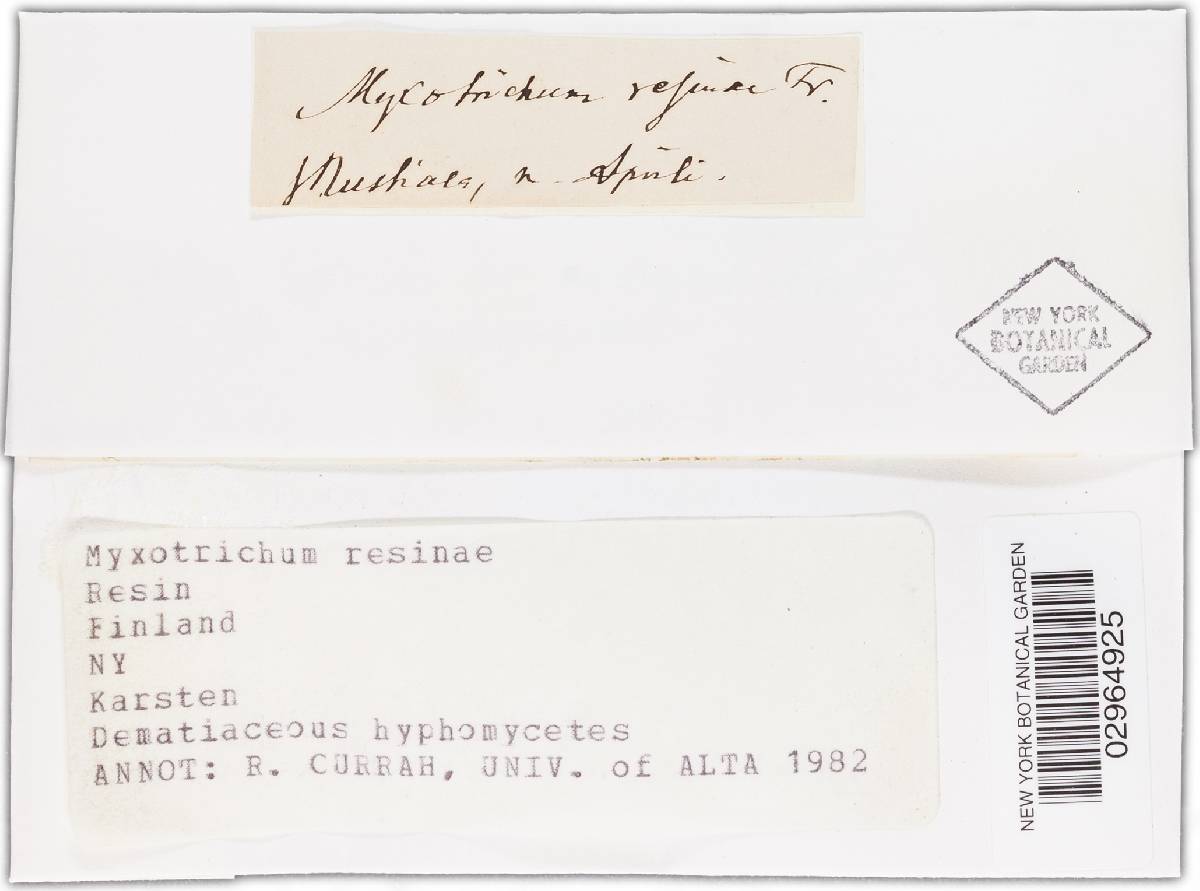 Myxotrichum resinae Fr.
Mustiala, n. Aprili.
NEW YORK
BOTANICAL
GARDEN
Myxotrichum resinae
Resin
Finland
NY
Karsten
Dematiaceous hyphomycetes
ANNOT: R. CURRAH, UNIV. of ALTA 1982
NEW YORK BOTANICAL GARDEN
02964925